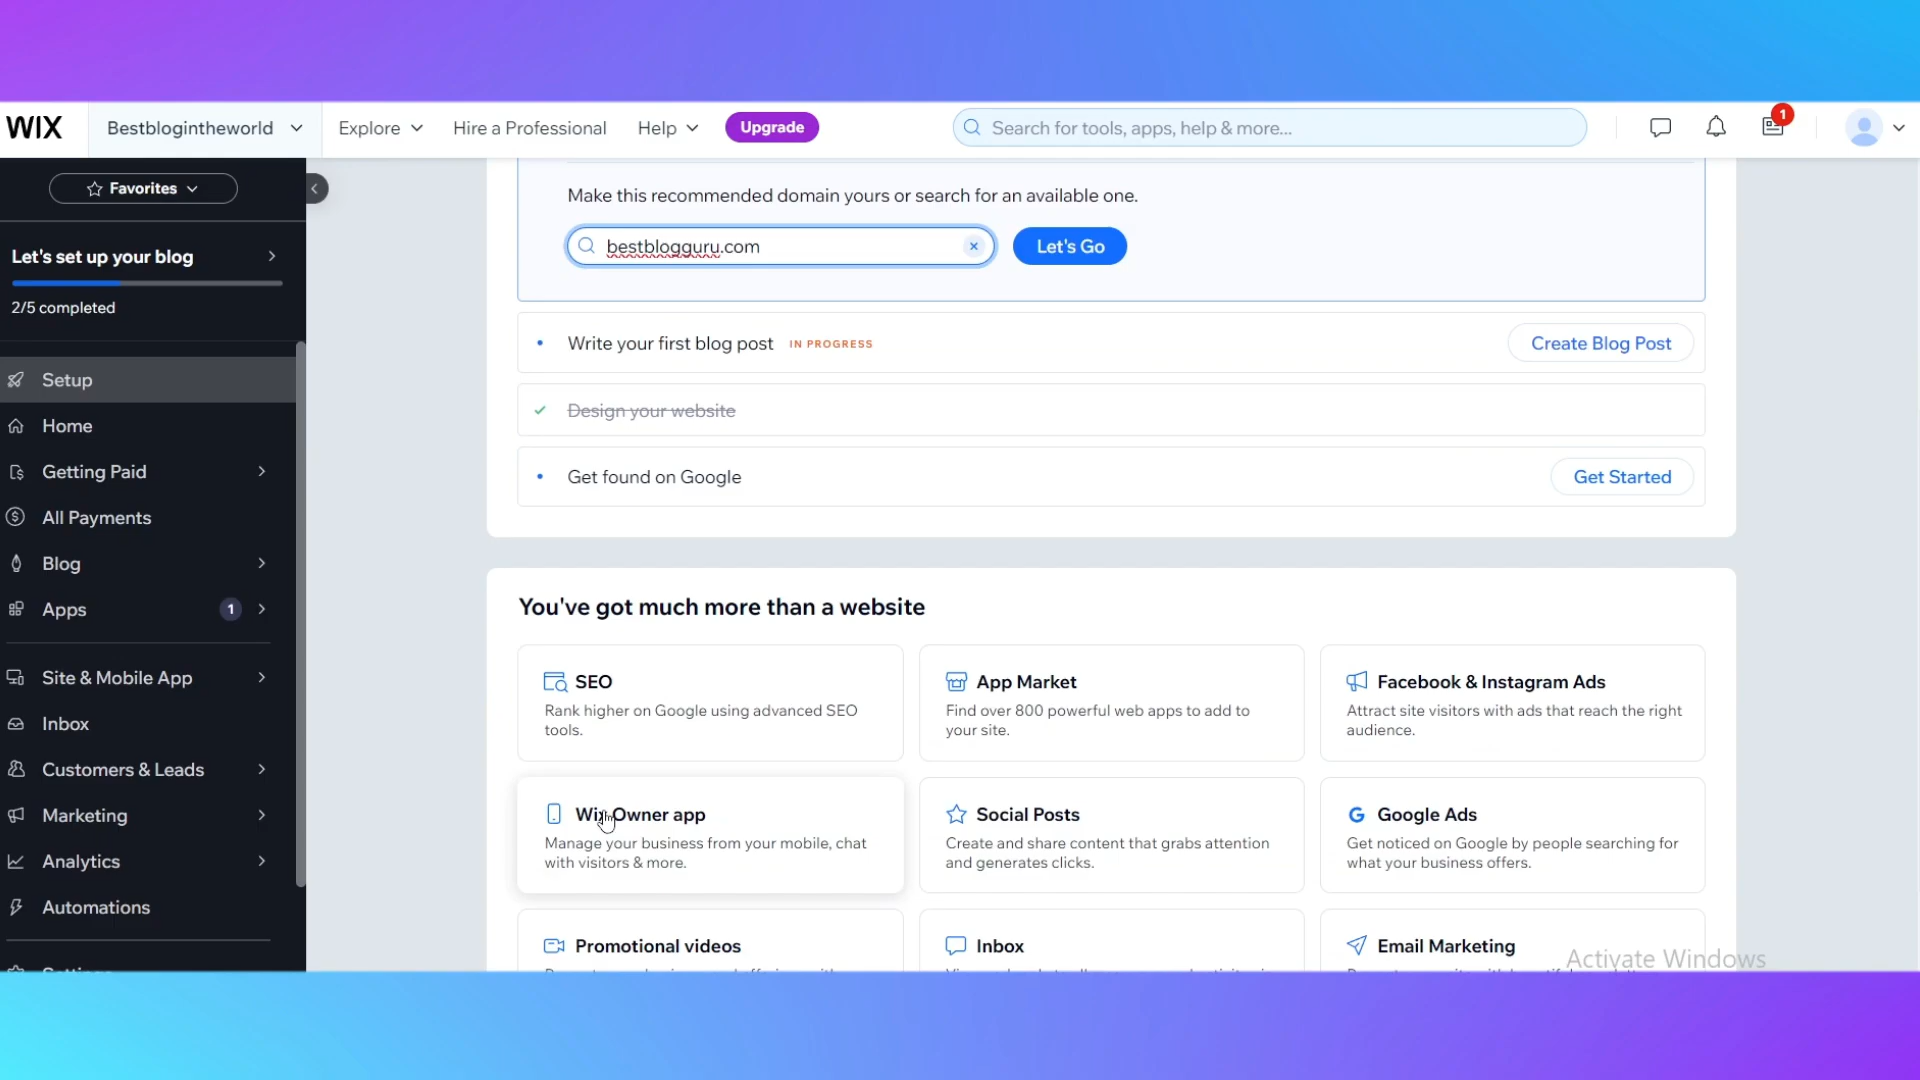 WIX
Bestblogintheworld
Explore
Hire a Professional
Help
Upgrade
Search for tools, apps, help & more...
1
Favorites
Let's set up your blog
2/5 completed
Setup
Home
Getting Paid
All Payments
Blog
Apps
1
Site & Mobile App
Inbox
Customers & Leads
Marketing
Analytics
Automations
Make this recommended domain yours or search for an available one.
bestblogguru.com
Let's Go
Write your first blog post IN PROGRESS
Create Blog Post
Design your website
Get found on Google
Get Started
You've got much more than a website
SEO
Rank higher on Google using advanced SEO
tools.
App Market
Find over 800 powerful web apps to add to
your site.
Facebook & Instagram Ads
Attract site visitors with ads that reach the right
audience.
Wix Owner app
Manage your business from your mobile, chat
with visitors & more.
Social Posts
Create and share content that grabs attention
and generates clicks.
Google Ads
Get noticed on Google by people searching for
what your business offers.
Promotional videos
Inbox
Email Marketing
Activate Windows